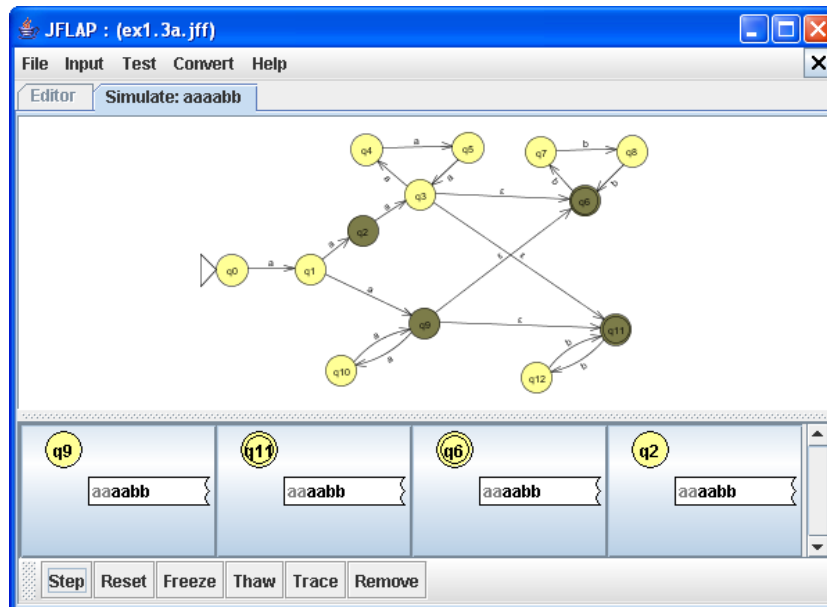 JFLAP : (ex1.3a.jff)
File Input Test Convert Help
Editor Simulate: aaaabb
q4 a q5 q7 b q8
a a b b
q3 ε q6
a
q2
a ε ε
q0 a q1
a
q9 ε q11
a a b b
q10 q12
q9 q11 q6 q2
aaaabb aaaabb aaaabb aaaabb
Step Reset Freeze Thaw Trace Remove